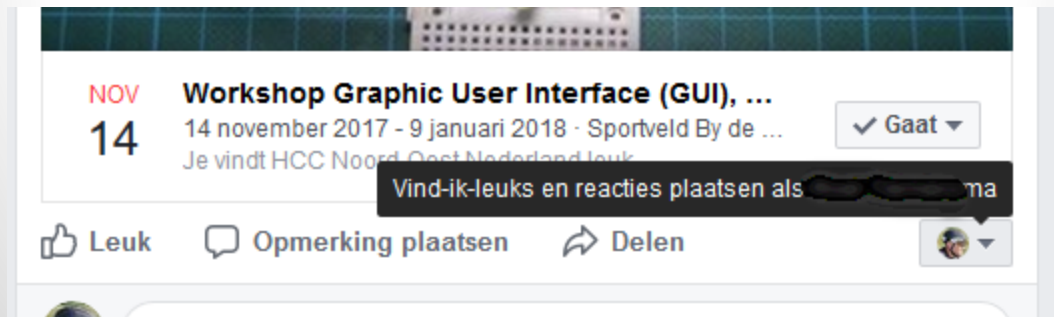 NOV
14
Workshop Graphic User Interface (GUI), ...
14 november 2017 - 9 januari 2018 · Sportveld By de ...
Je vindt HCC Noord-Oost Nederland leuk
Gaat
Vind-ik-leuks en reacties plaatsen als ma
Leuk Opmerking plaatsen Delen